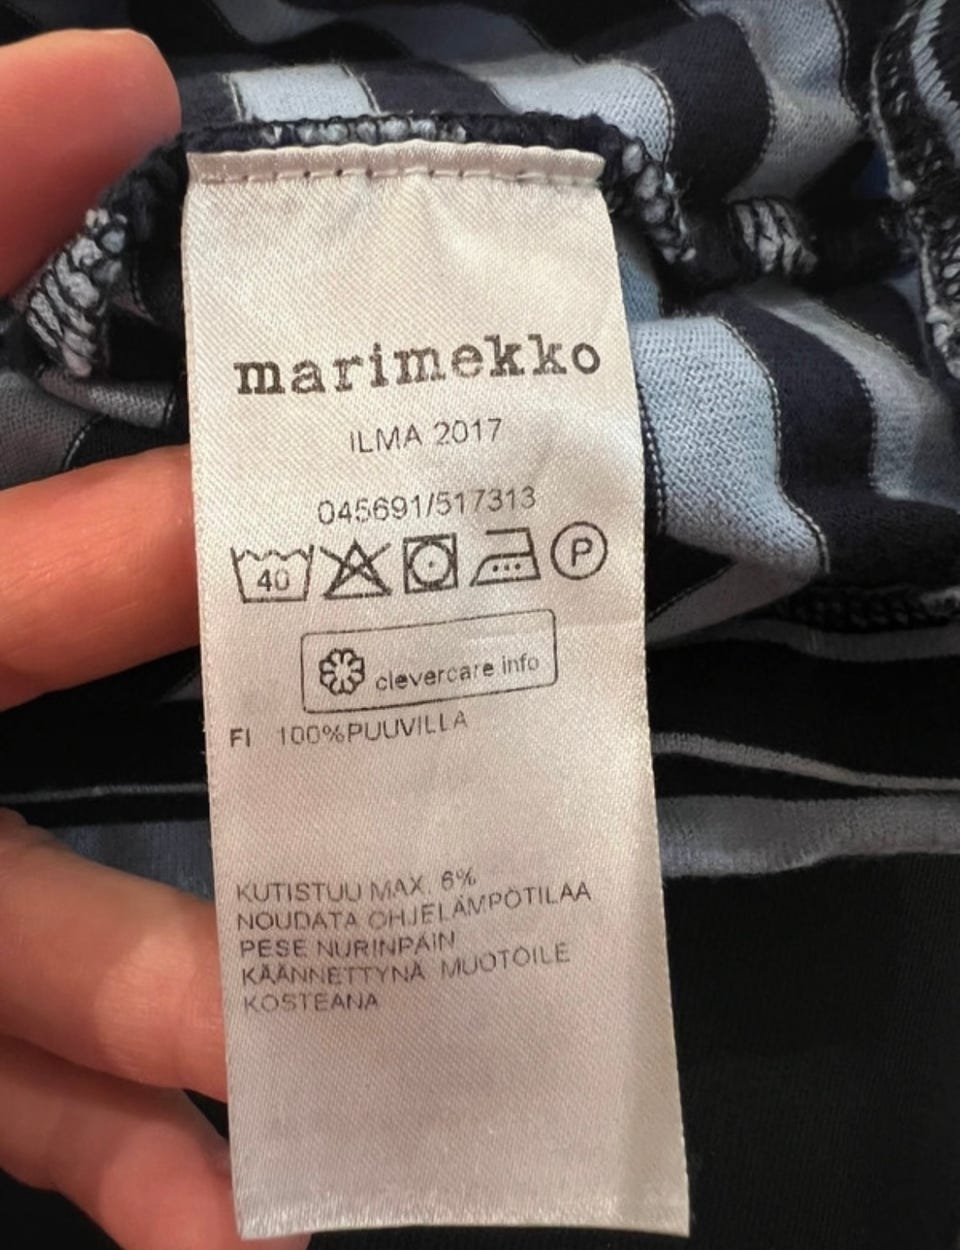 marimekko
ILMA 2017
045691/517313
40 P
clevercare info
FI 100%PUUVILLA
KUTISTUU MAX. 6%
NOUDATA OHJELÄMPÖTILAA
PESE NURINPÄIN
KÄÄNNETTYNÄ MUOTOILE
KOSTEANA